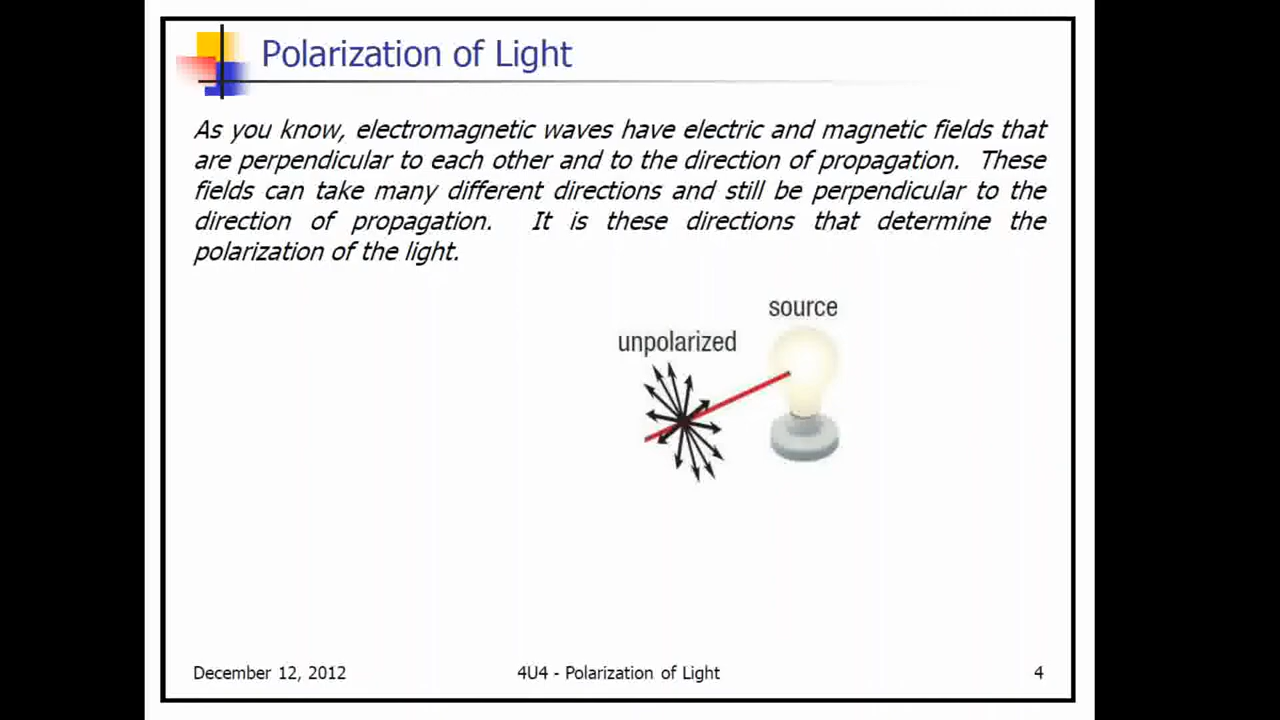 Polarization of Light
As you know, electromagnetic waves have electric and magnetic fields that
are perpendicular to each other and to the direction of propagation. These
fields can take many different directions and still be perpendicular to the
direction of propagation. It is these directions that determine the
polarization of the light.
source
unpolarized
December 12, 2012 4U4 - Polarization of Light 4